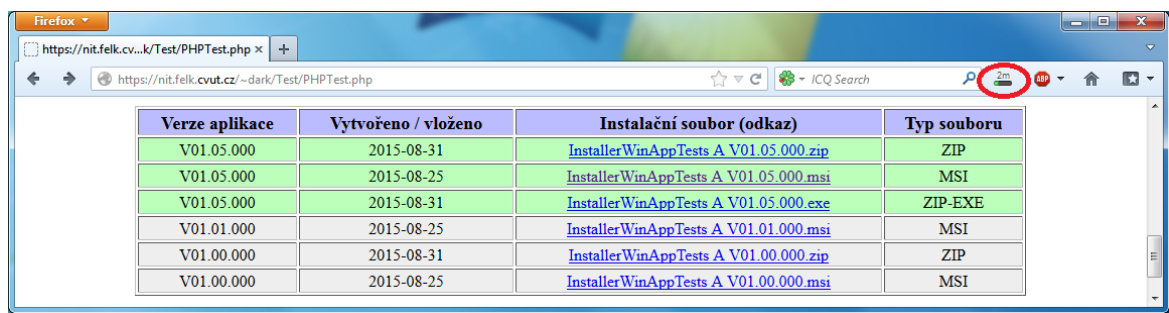 Firefox
https://nit.felk.cv...k/Test/PHPTest.php × +
https://nit.felk.cvut.cz/~dark/Test/PHPTest.php ICQ Search 2m ABP
Verze aplikace Vytvořeno / vloženo Instalační soubor (odkaz) Typ souboru
V01.05.000 2015-08-31 InstallerWinAppTests A V01.05.000.zip ZIP
V01.05.000 2015-08-25 InstallerWinAppTests A V01.05.000.msi MSI
V01.05.000 2015-08-31 InstallerWinAppTests A V01.05.000.exe ZIP-EXE
V01.01.000 2015-08-25 InstallerWinAppTests A V01.01.000.msi MSI
V01.00.000 2015-08-31 InstallerWinAppTests A V01.00.000.zip ZIP
V01.00.000 2015-08-25 InstallerWinAppTests A V01.00.000.msi MSI